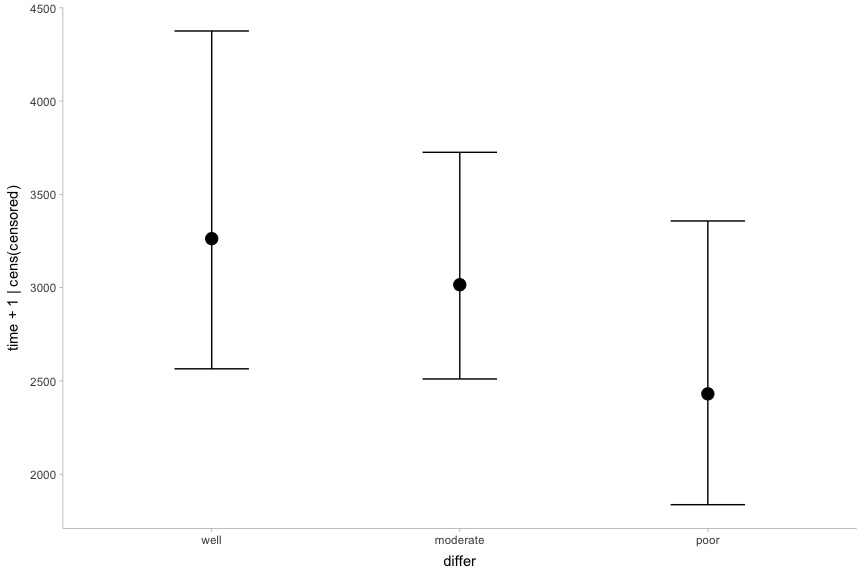 4500
4000
3500
3000
2500
2000
time + 1 | cens(censored)
well moderate poor
differ